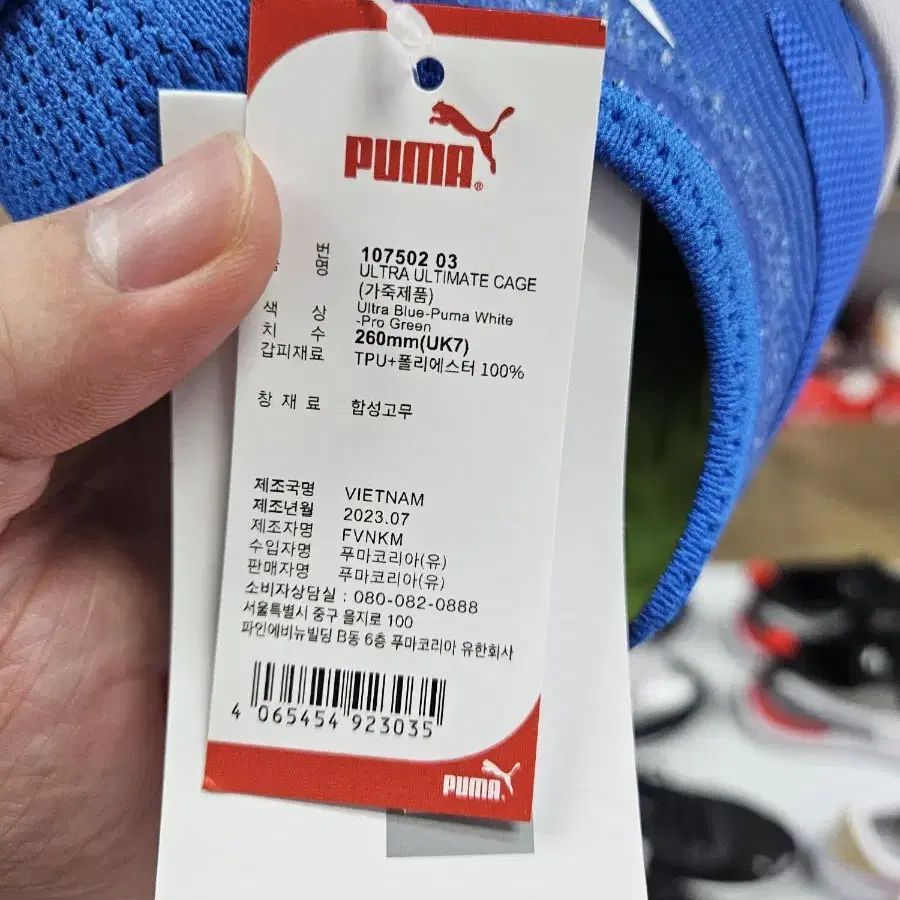 PUMA®
번 107502 03
명 ULTRA ULTIMATE CAGE
(가죽제품)
색 상 Ultra Blue-Puma White
-Pro Green
치 수 260mm(UK7)
갑피재료 TPU+폴리에스터 100%
창 재 료 합성고무
제조국명 VIETNAM
제조년월 2023.07
제조자명 FVNKM
수입자명 푸마코리아(유)
판매자명 푸마코리아(유)
소비자상담실 : 080-082-0888
서울특별시 중구 을지로 100
파인에비뉴빌딩 B동 6층 푸마코리아 유한회사
4 065454 923035
PUMA.